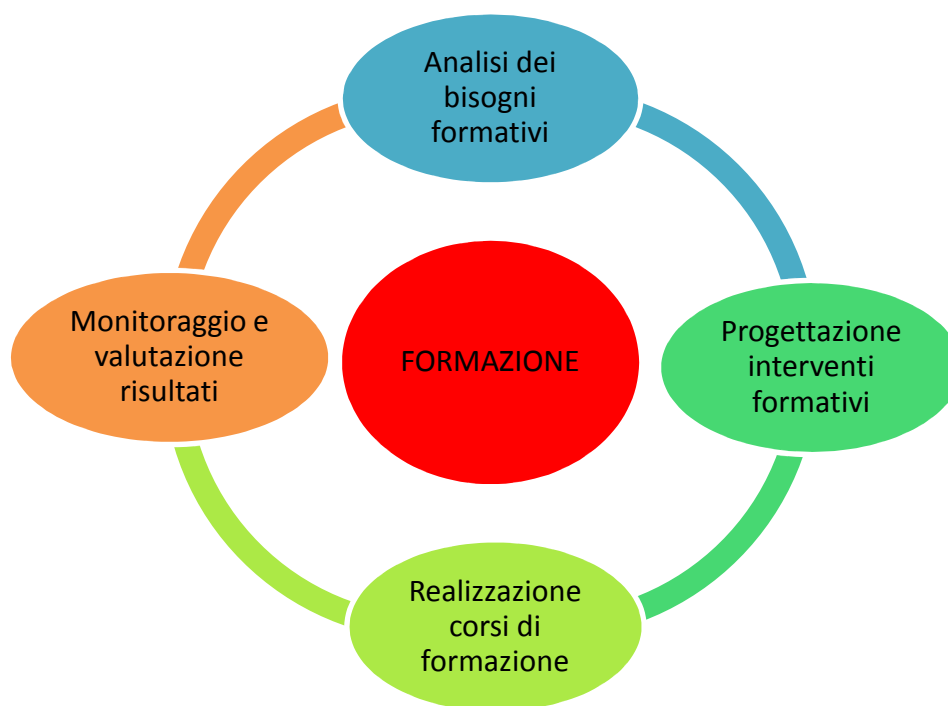 Analisi dei
bisogni
formativi
Monitoraggio e
valutazione
risultati
FORMAZIONE
Progettazione
interventi
formativi
Realizzazione
corsi di
formazione